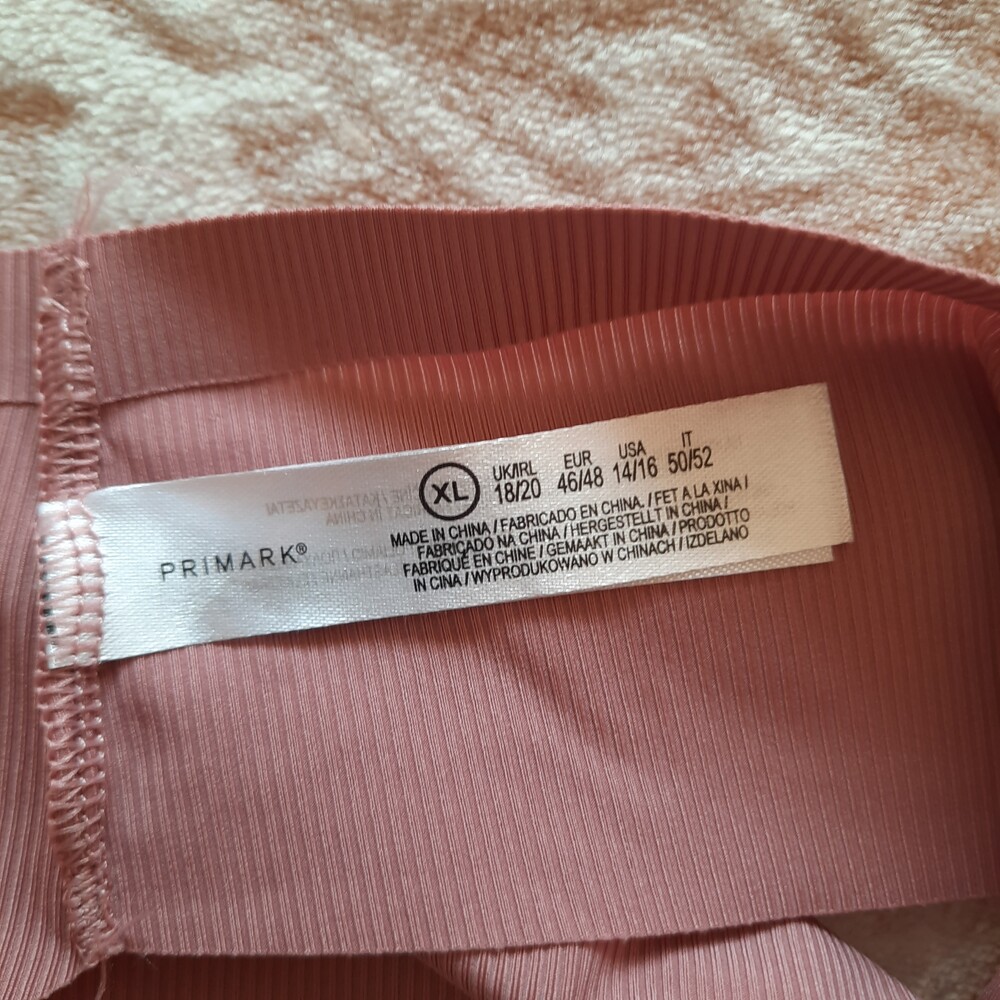 PRIMARK®
XL
UK/IRL EUR USA IT
18/20 46/48 14/16 50/52
MADE IN CHINA / FABRICADO EN CHINA. / FET A LA XINA /
FABRICADO NA CHINA / HERGESTELLT IN CHINA /
FABRIQUÉ EN CHINE / GEMAAKT IN CHINA / PRODOTTO
IN CINA / WYPRODUKOWANO W CHINACH / IZDELANO